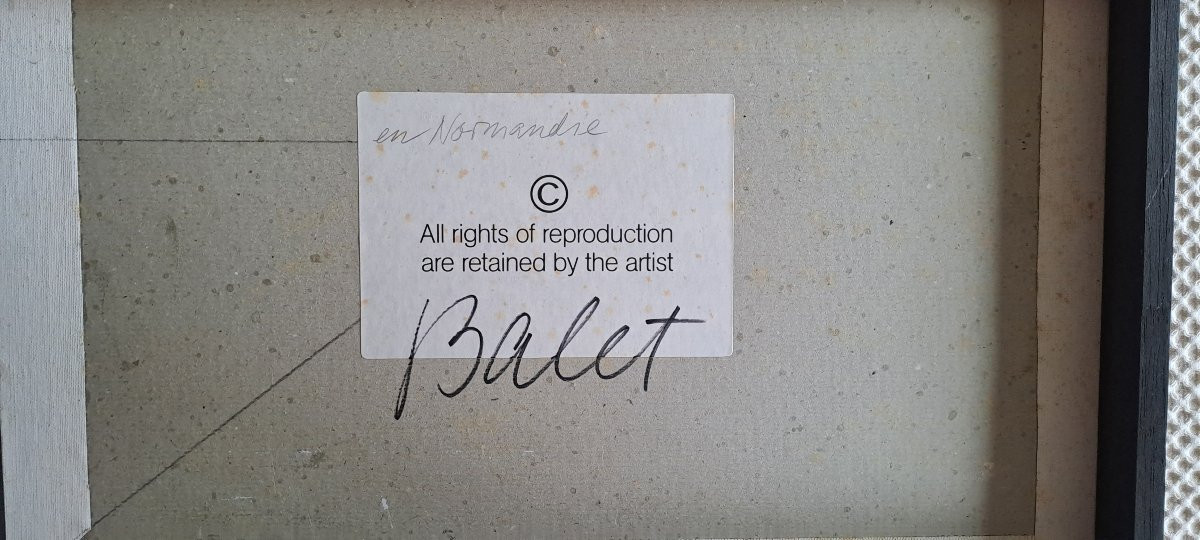 en Normandie
©
All rights of reproduction
are retained by the artist
Balet